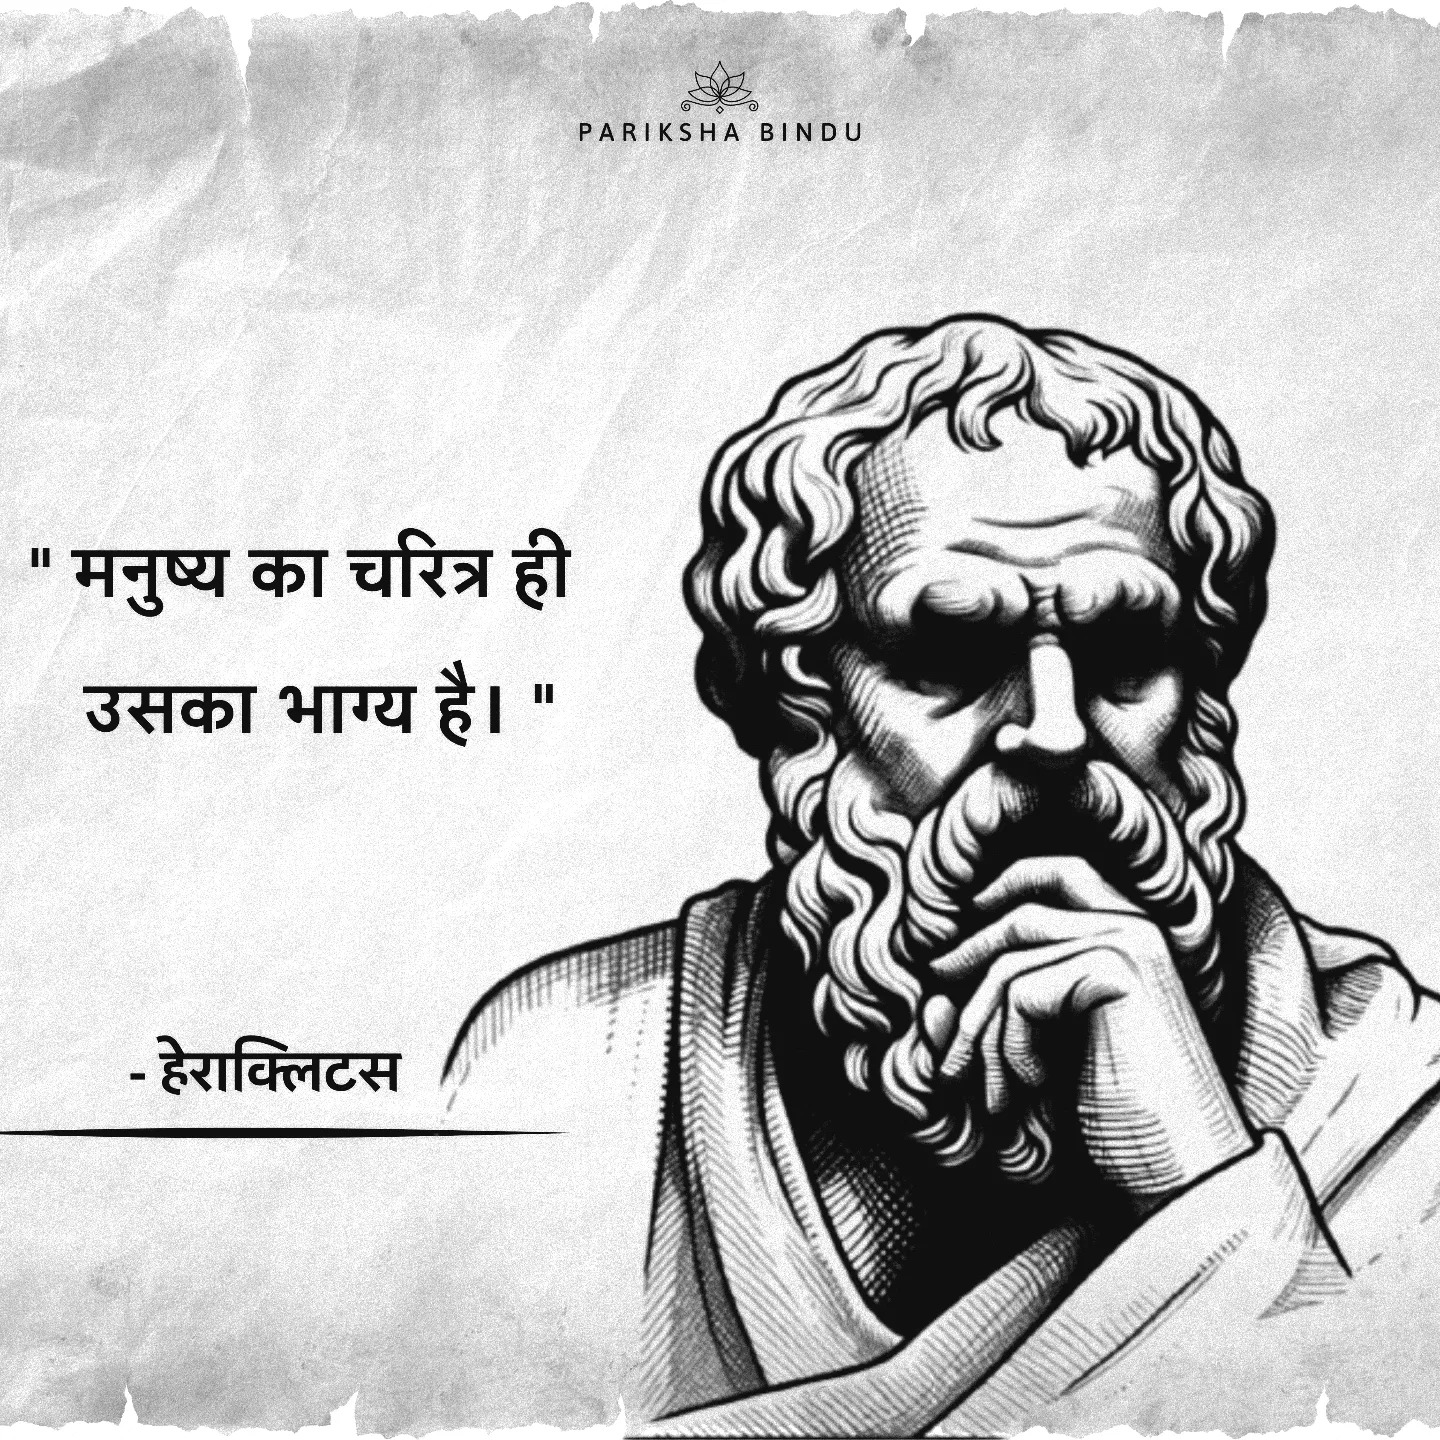 PARIKSHA BINDU
" मनुष्य का चरित्र ही
उसका भाग्य है। "
- हेराक्लिटस